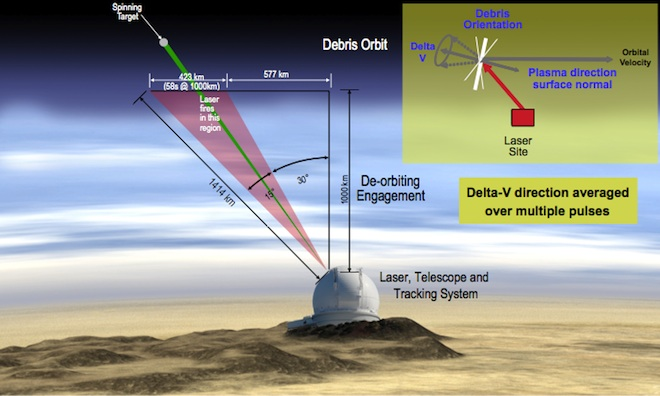 Spinning
Target
Debris Orbit
423 km
(58s @ 1000km)
577 km
Laser
fires
in this
region
1414 km
15°
30°
1000 km
De-orbiting
Engagement
Laser, Telescope and
Tracking System
Debris
Orientation
Delta
V
Orbital
Velocity
Plasma direction
surface normal
Laser
Site
Delta-V direction averaged
over multiple pulses